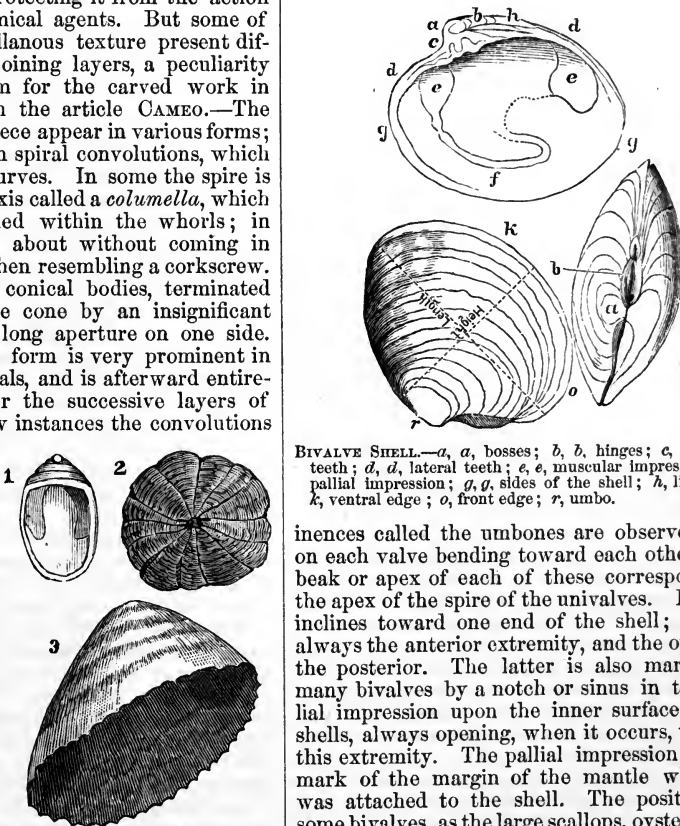 protecting it from the action
nical agents. But some of
llanous texture present dif-
oining layers, a peculiarity
n for the carved work in
n the article CAMEO.—The
ece appear in various forms;
n spiral convolutions, which
urves. In some the spire is
xis called a columella, which
ed within the whorls; in
about without coming in
hen resembling a corkscrew.
conical bodies, terminated
e cone by an insignificant
long aperture on one side.
form is very prominent in
als, and is afterward entire-
r the successive layers of
w instances the convolutions
1
2
3
a b h d
c
d
e e
g
g
f
k
b
a
Length
Height
o
r
BIVALVE SHELL.—a, a, bosses; b, b, hinges; c,
teeth; d, d, lateral teeth; e, e, muscular impres
pallial impression; g, g, sides of the shell; h, li
k, ventral edge; o, front edge; r, umbo.
inences called the umbones are observe
on each valve bending toward each othe
beak or apex of each of these correspo
the apex of the spire of the univalves.
inclines toward one end of the shell;
always the anterior extremity, and the o
the posterior. The latter is also mar
many bivalves by a notch or sinus in t
lial impression upon the inner surface
shells, always opening, when it occurs,
this extremity. The pallial impression
mark of the margin of the mantle w
was attached to the shell. The posit
some bivalves, as the large scallops, oyste